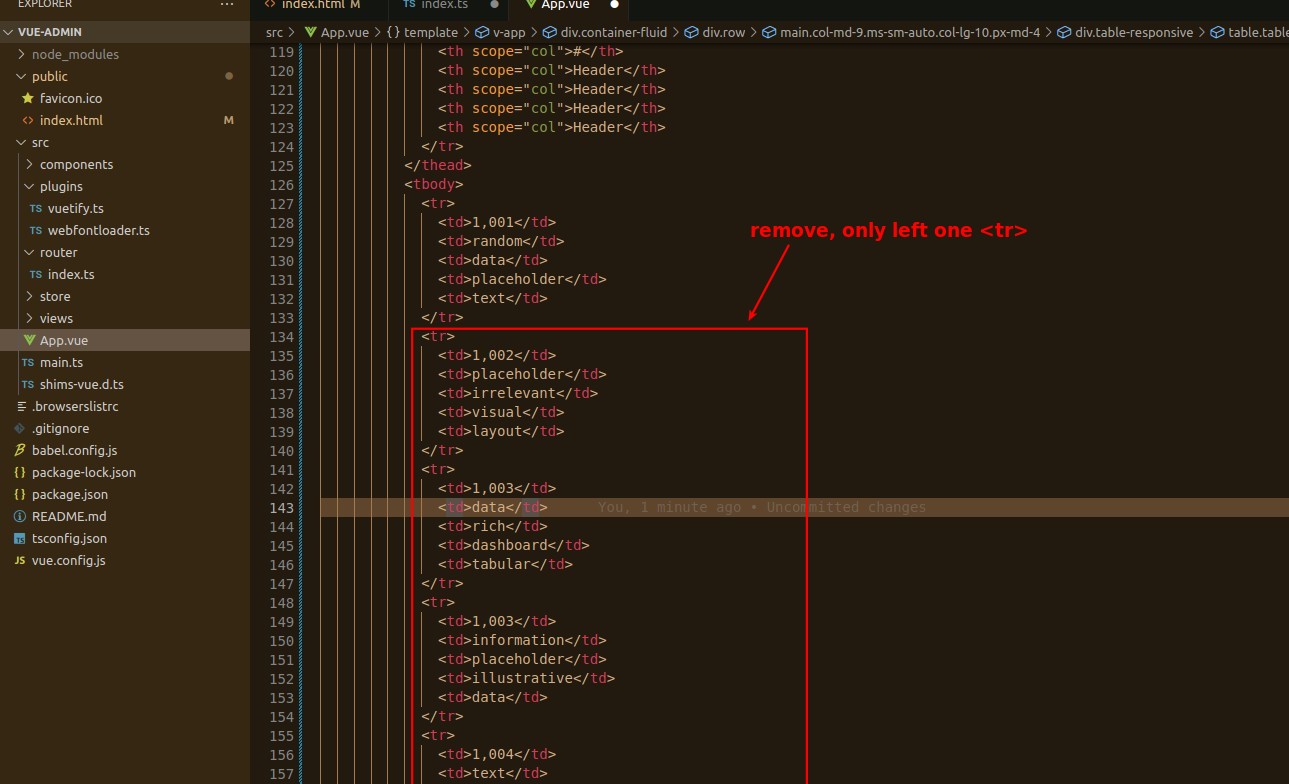 EXPLORER ...
index.html M
index.ts
App.vue
VUE-ADMIN
node_modules
public
favicon.ico
index.html M
src
components
plugins
TS vuetify.ts
TS webfontloader.ts
router
TS index.ts
store
views
App.vue
TS main.ts
TS shims-vue.d.ts
.browserslistrc
.gitignore
babel.config.js
package-lock.json
package.json
README.md
tsconfig.json
JS vue.config.js
src > App.vue > {} template > v-app > div.container-fluid > div.row > main.col-md-9.ms-sm-auto.col-lg-10.px-md-4 > div.table-responsive > table.table
119 <th scope="col">#</th>
120 <th scope="col">Header</th>
121 <th scope="col">Header</th>
122 <th scope="col">Header</th>
123 <th scope="col">Header</th>
124 </tr>
125 </thead>
126 <tbody>
127 <tr>
128 <td>1,001</td>
129 <td>random</td>
130 <td>data</td>
131 <td>placeholder</td>
132 <td>text</td>
133 </tr>
134 <tr>
135 <td>1,002</td>
136 <td>placeholder</td>
137 <td>irrelevant</td>
138 <td>visual</td>
139 <td>layout</td>
140 </tr>
141 <tr>
142 <td>1,003</td>
143 <td>data</td> You, 1 minute ago • Uncommitted changes
144 <td>rich</td>
145 <td>dashboard</td>
146 <td>tabular</td>
147 </tr>
148 <tr>
149 <td>1,003</td>
150 <td>information</td>
151 <td>placeholder</td>
152 <td>illustrative</td>
153 <td>data</td>
154 </tr>
155 <tr>
156 <td>1,004</td>
157 <td>text</td>
remove, only left one <tr>